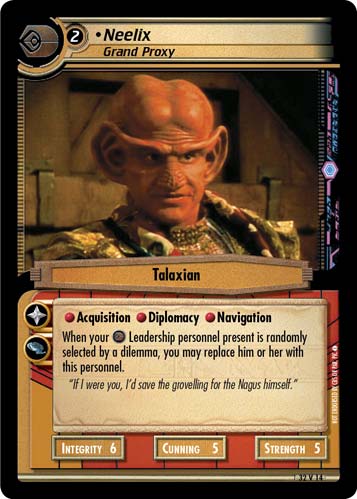 2 • Neelix
Grand Proxy
Talaxian
• Acquisition • Diplomacy • Navigation
When your Leadership personnel present is randomly
selected by a dilemma, you may replace him or her with
this personnel.
"If I were you, I'd save the grovelling for the Nagus himself."
INTEGRITY 6 CUNNING 5 STRENGTH 5
32 V 14